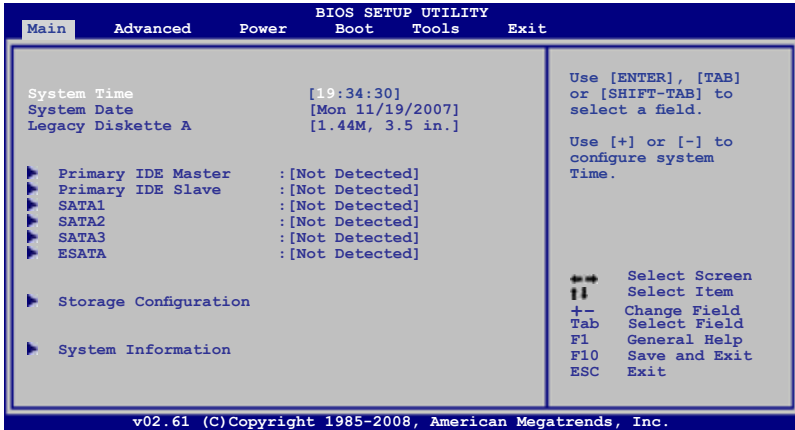 BIOS SETUP UTILITY
Main Advanced Power Boot Tools Exit
System Time [19:34:30]
System Date [Mon 11/19/2007]
Legacy Diskette A [1.44M, 3.5 in.]
Primary IDE Master :[Not Detected]
Primary IDE Slave :[Not Detected]
SATA1 :[Not Detected]
SATA2 :[Not Detected]
SATA3 :[Not Detected]
ESATA :[Not Detected]
Storage Configuration
System Information
Use [ENTER], [TAB]
or [SHIFT-TAB] to
select a field.
Use [+] or [-] to
configure system
Time.
←→ Select Screen
↑↓ Select Item
+- Change Field
Tab Select Field
F1 General Help
F10 Save and Exit
ESC Exit
v02.61 (C)Copyright 1985-2008, American Megatrends, Inc.